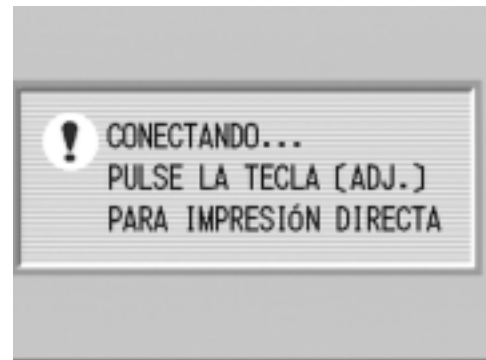 CONECTANDO...
PULSE LA TECLA [ADJ.]
PARA IMPRESIÓN DIRECTA